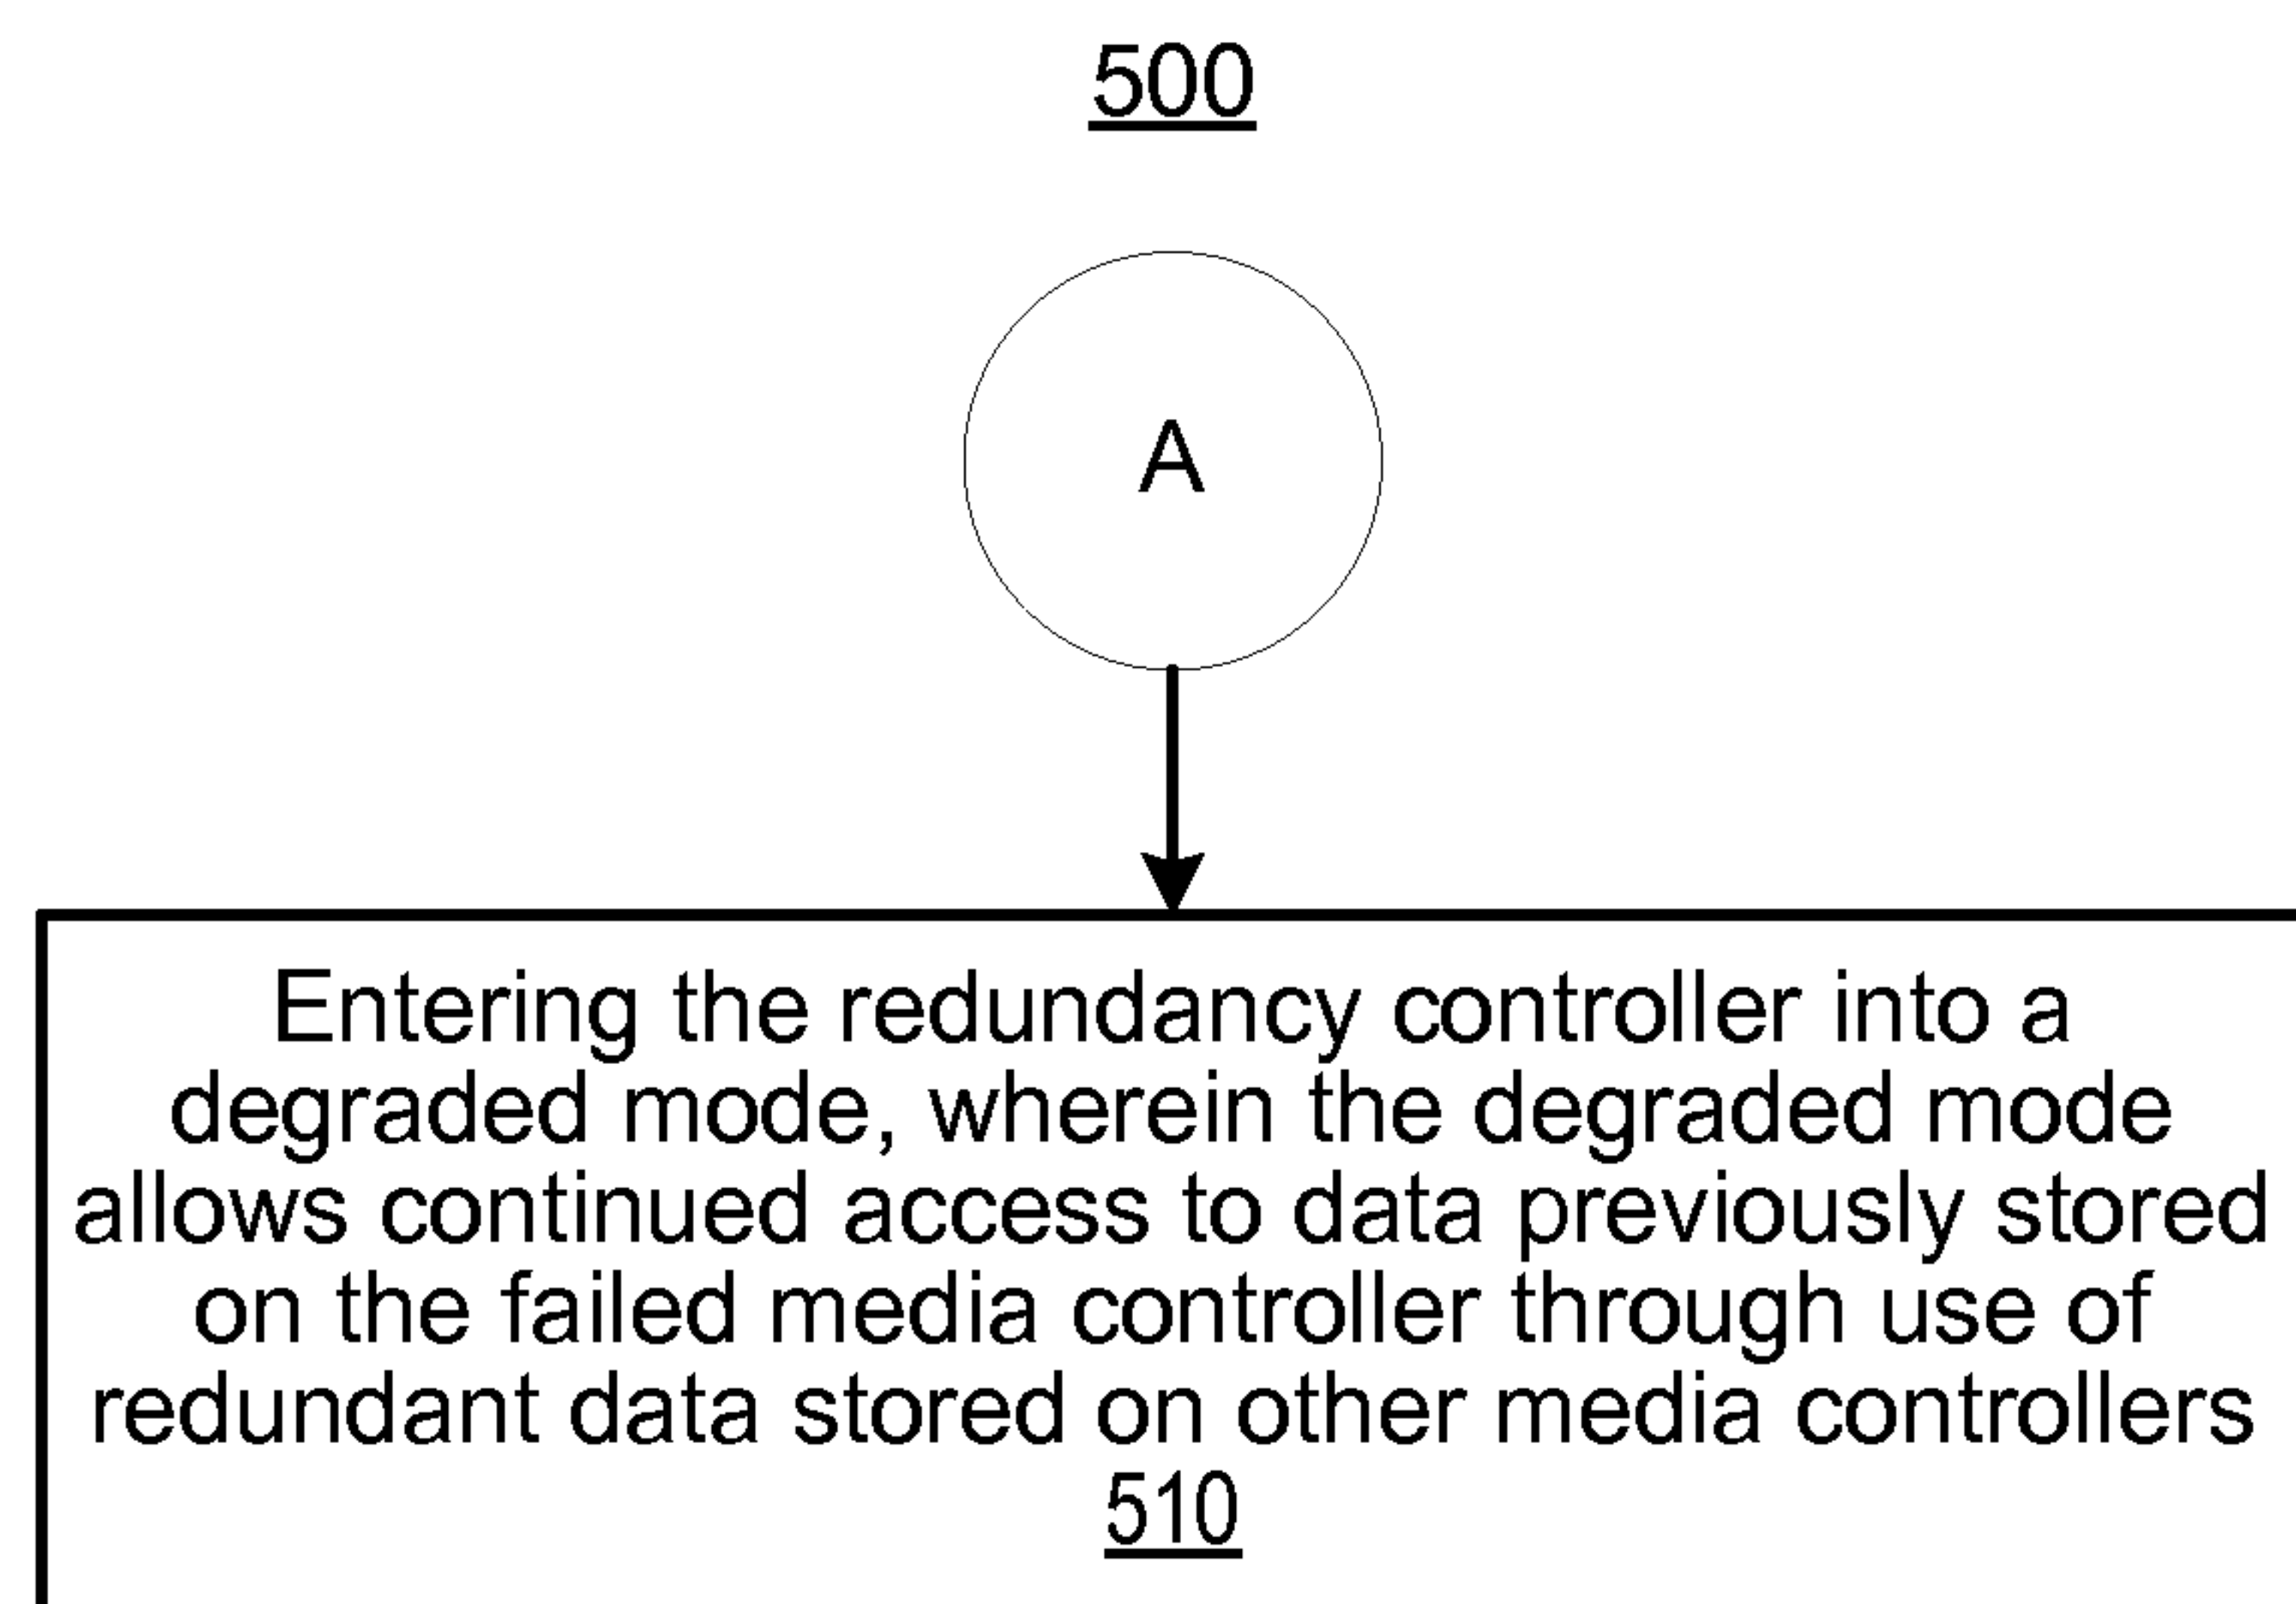 500
A
Entering the redundancy controller into a
degraded mode, wherein the degraded mode
allows continued access to data previously stored
on the failed media controller through use of
redundant data stored on other media controllers
510